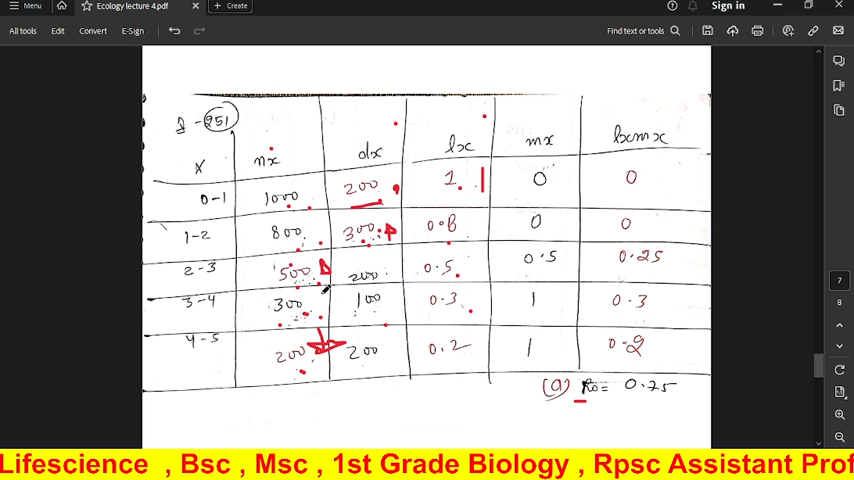 Menu
Ecology lecture 4.pdf
Create
Sign in
All tools Edit Convert E-Sign
Find text or tools
251
x nx dx lx mx lxmx
0-1 1000 200 1 0 0
1-2 800 300 0.8 0 0
2-3 500 200 0.5 0.5 0.25
3-4 300 100 0.3 1 0.3
4-5 200 200 0.2 1 0.2
(a) Ro = 0.75
7
8
Lifescience , Bsc , Msc , 1st Grade Biology , Rpsc Assistant Prof